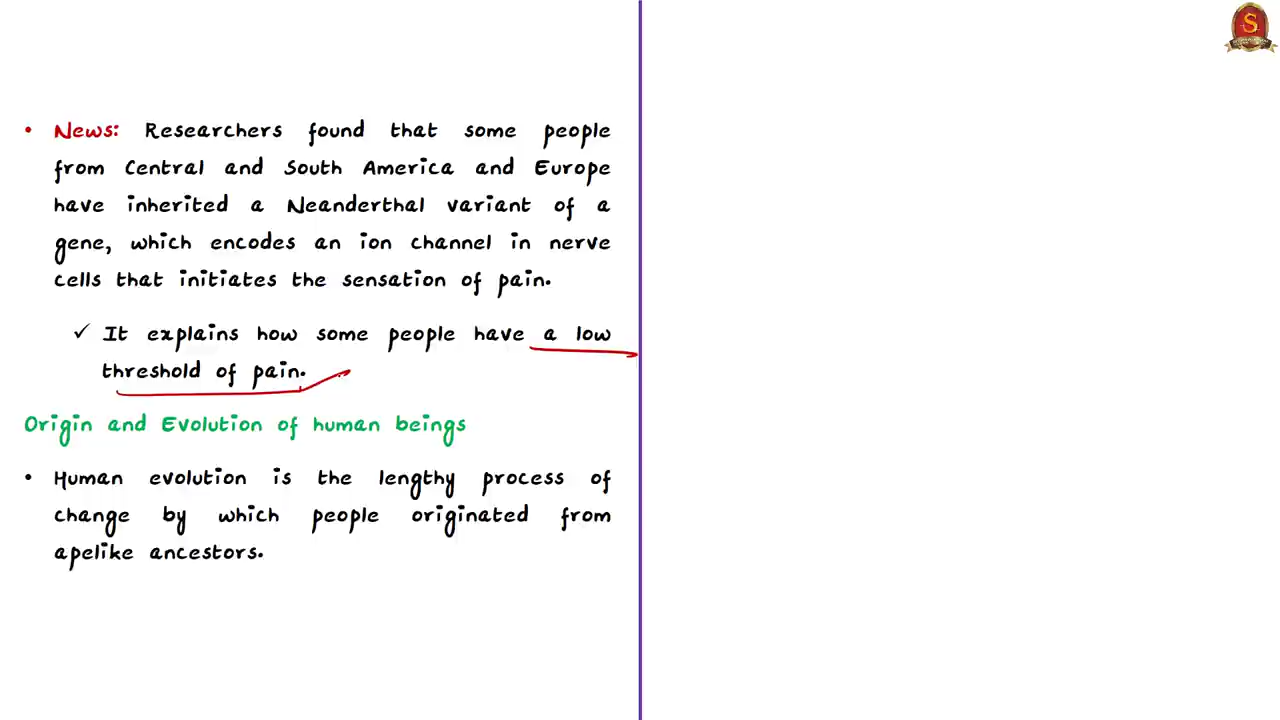 • News: Researchers found that some people
from Central and South America and Europe
have inherited a Neanderthal variant of a
gene, which encodes an ion channel in nerve
cells that initiates the sensation of pain.
✓ It explains how some people have a low
threshold of pain.
Origin and Evolution of human beings
• Human evolution is the lengthy process of
change by which people originated from
apelike ancestors.
S